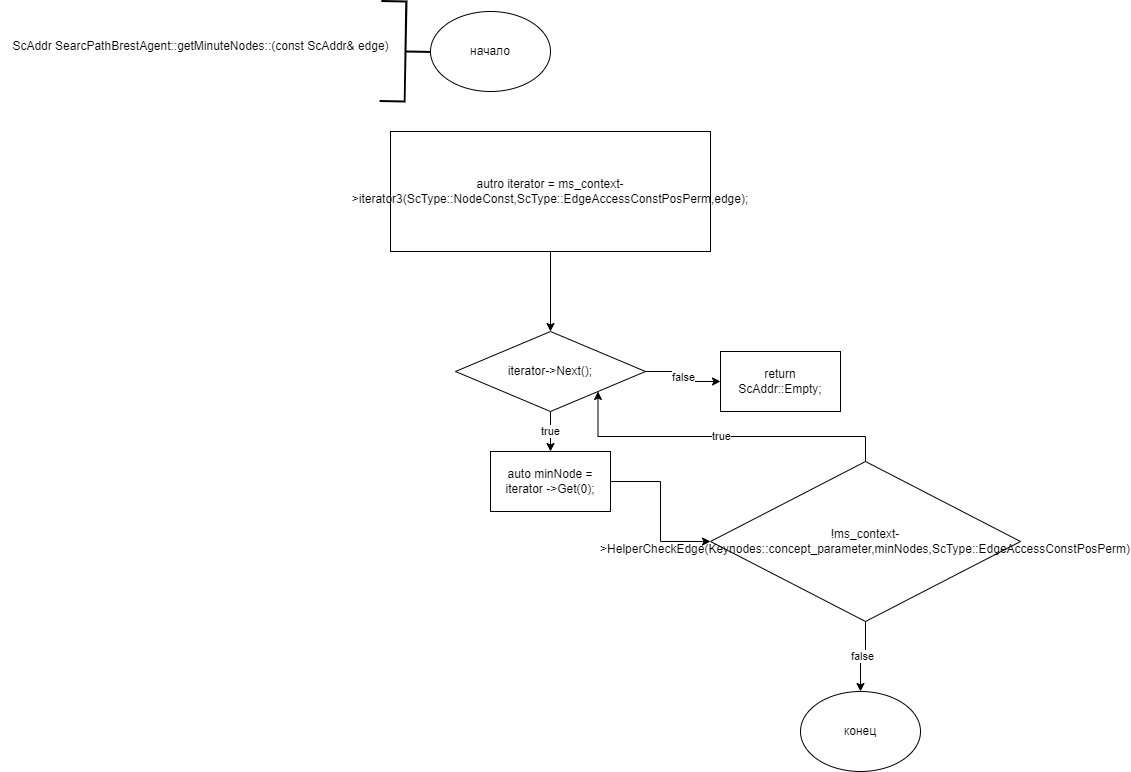 ScAddr SearcPathBrestAgent::getMinuteNodes::(const ScAddr& edge)
начало
autro iterator = ms_context-
>iterator3(ScType::NodeConst,ScType::EdgeAccessConstPosPerm,edge);
iterator->Next();
false
return
ScAddr::Empty;
true
true
auto minNode =
iterator ->Get(0);
!ms_context-
>HelperCheckEdge(Keynodes::concept_parameter,minNodes,ScType::EdgeAccessConstPosPerm)
false
конец